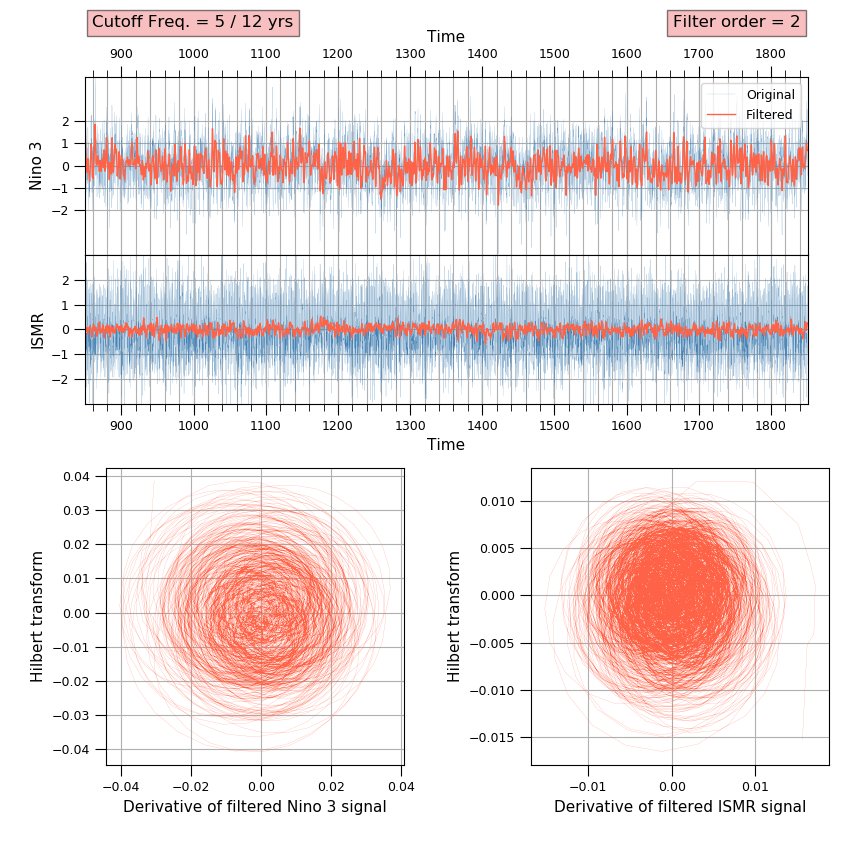 Cutoff Freq. = 5 / 12 yrs
Filter order = 2
Time
900 1000 1100 1200 1300 1400 1500 1600 1700 1800
Original
Filtered
Nino 3
2
1
0
−1
−2
ISMR
2
1
0
−1
−2
900 1000 1100 1200 1300 1400 1500 1600 1700 1800
Time
Hilbert transform
0.04
0.03
0.02
0.01
0.00
−0.01
−0.02
−0.03
−0.04
−0.04 −0.02 0.00 0.02 0.04
Derivative of filtered Nino 3 signal
Hilbert transform
0.010
0.005
0.000
−0.005
−0.010
−0.015
−0.01 0.00 0.01
Derivative of filtered ISMR signal